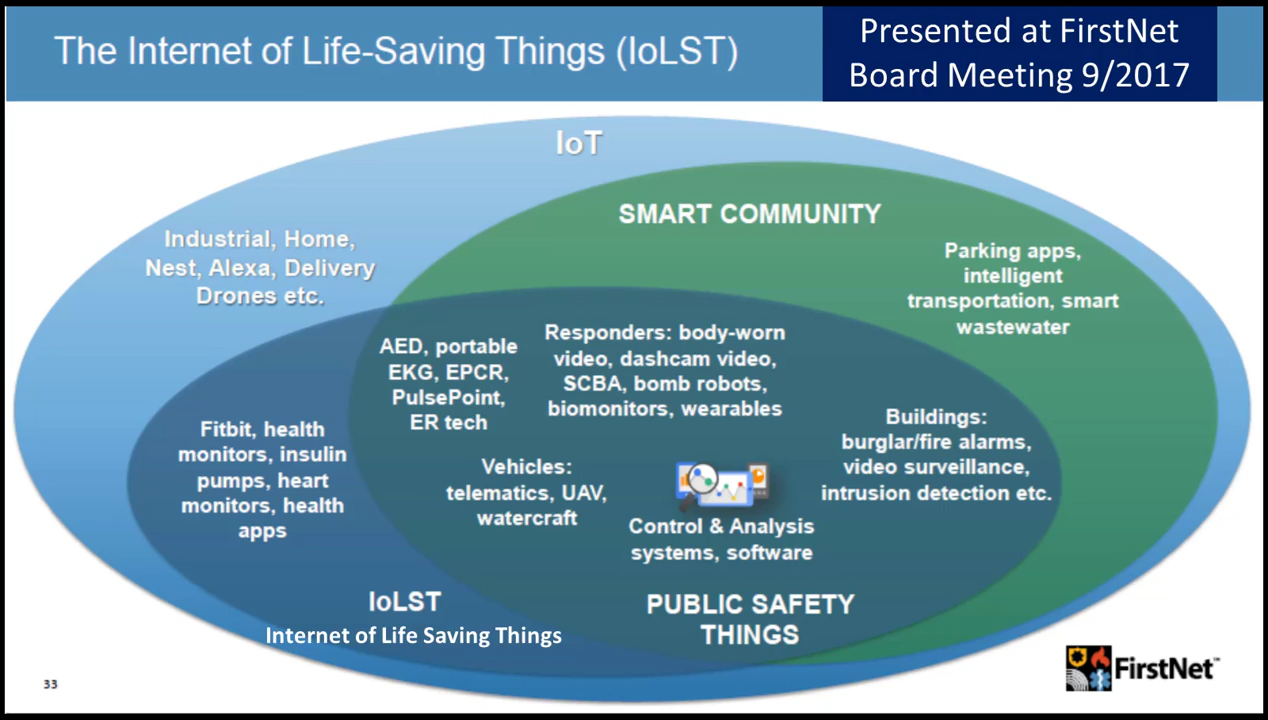 The Internet of Life-Saving Things (IoLST)
Presented at FirstNet
Board Meeting 9/2017
IoT
SMART COMMUNITY
Industrial, Home,
Nest, Alexa, Delivery
Drones etc.
Parking apps,
intelligent
transportation, smart
wastewater
AED, portable
EKG, EPCR,
PulsePoint,
ER tech
Responders: body-worn
video, dashcam video,
SCBA, bomb robots,
biomonitors, wearables
Fitbit, health
monitors, insulin
pumps, heart
monitors, health
apps
Vehicles:
telematics, UAV,
watercraft
Buildings:
burglar/fire alarms,
video surveillance,
intrusion detection etc.
Control & Analysis
systems, software
IoLST
Internet of Life Saving Things
PUBLIC SAFETY
THINGS
33
FirstNet™